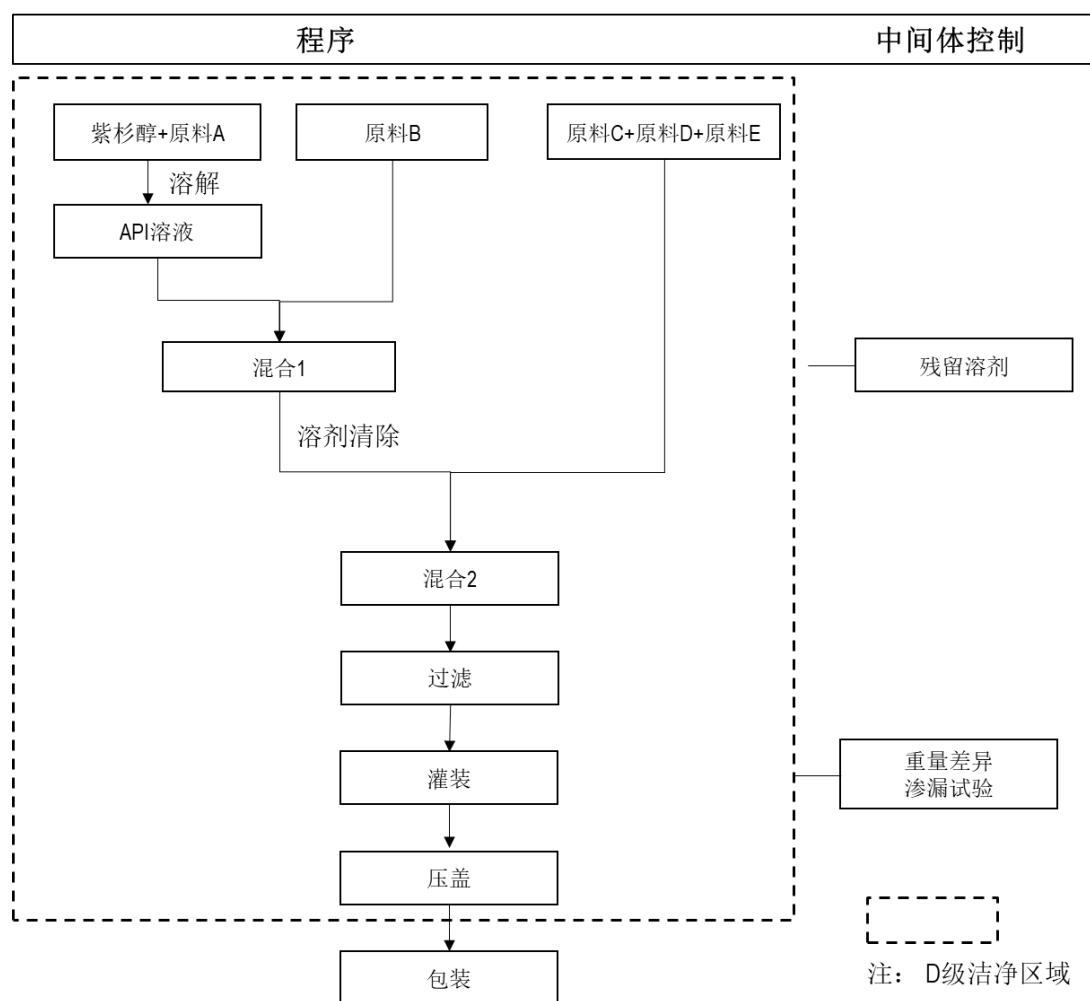 程序 中间体控制
紫杉醇+原料A 原料B 原料C+原料D+原料E
溶解
API溶液
混合1
残留溶剂
溶剂清除
混合2
过滤
灌装
重量差异
渗漏试验
压盖
包装
注： D级洁净区域